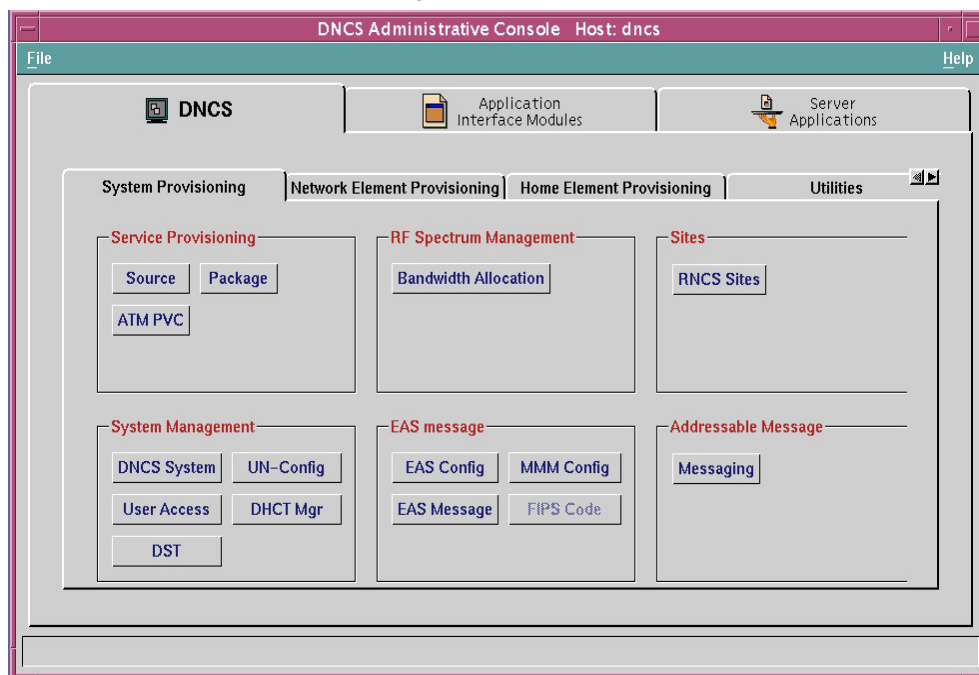 DNCS Administrative Console Host: dncs
File Help
DNCS
Application
Interface Modules
Server
Applications
System Provisioning
Network Element Provisioning
Home Element Provisioning
Utilities
Service Provisioning
Source Package
ATM PVC
RF Spectrum Management
Bandwidth Allocation
Sites
RNCS Sites
System Management
DNCS System UN-Config
User Access DHCT Mgr
DST
EAS message
EAS Config MMM Config
EAS Message FIPS Code
Addressable Message
Messaging